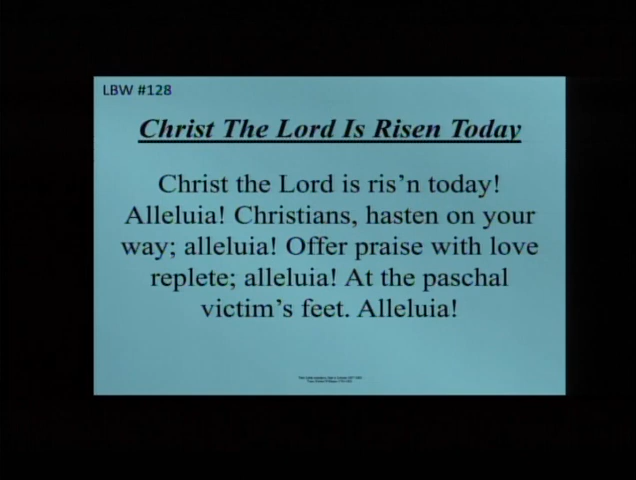 LBW #128
Christ The Lord Is Risen Today
Christ the Lord is ris’n today!
Alleluia! Christians, hasten on your
way; alleluia! Offer praise with love
replete; alleluia! At the paschal
victim’s feet. Alleluia!